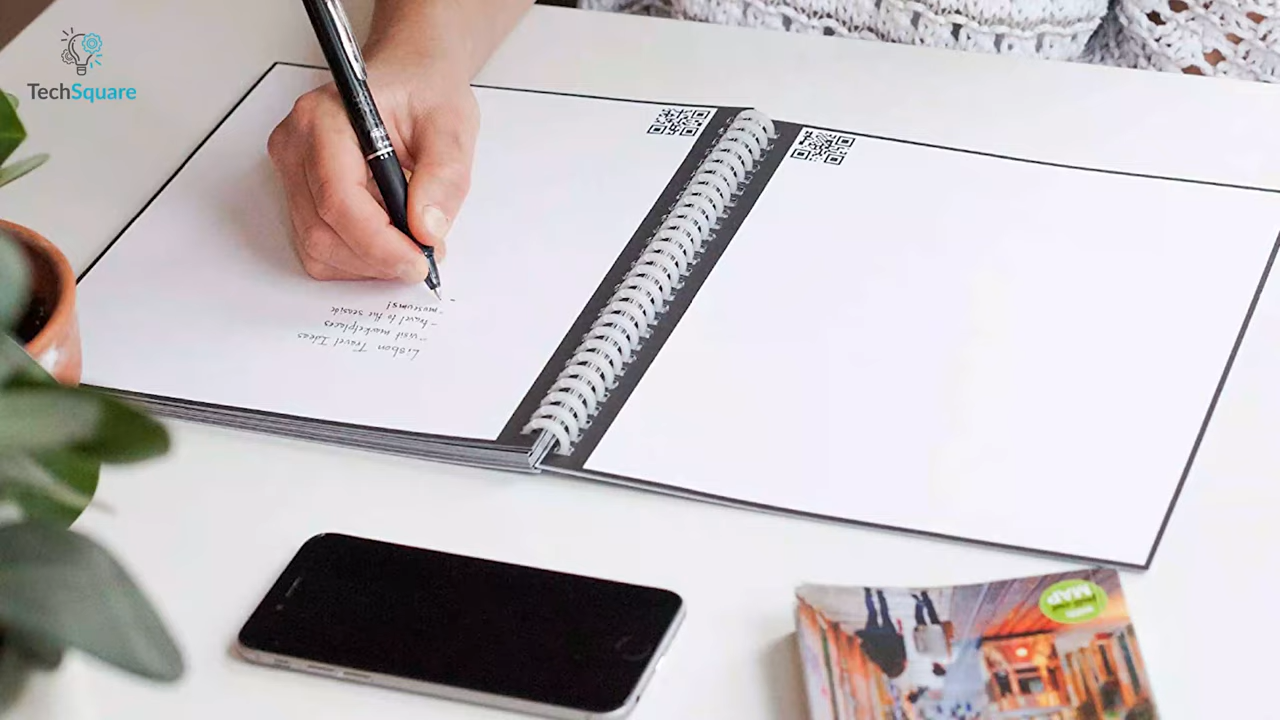 TechSquare
Lisbon Travel Ideas
- visit marketplaces
- travel to the seaside
- museums!
-
MAP